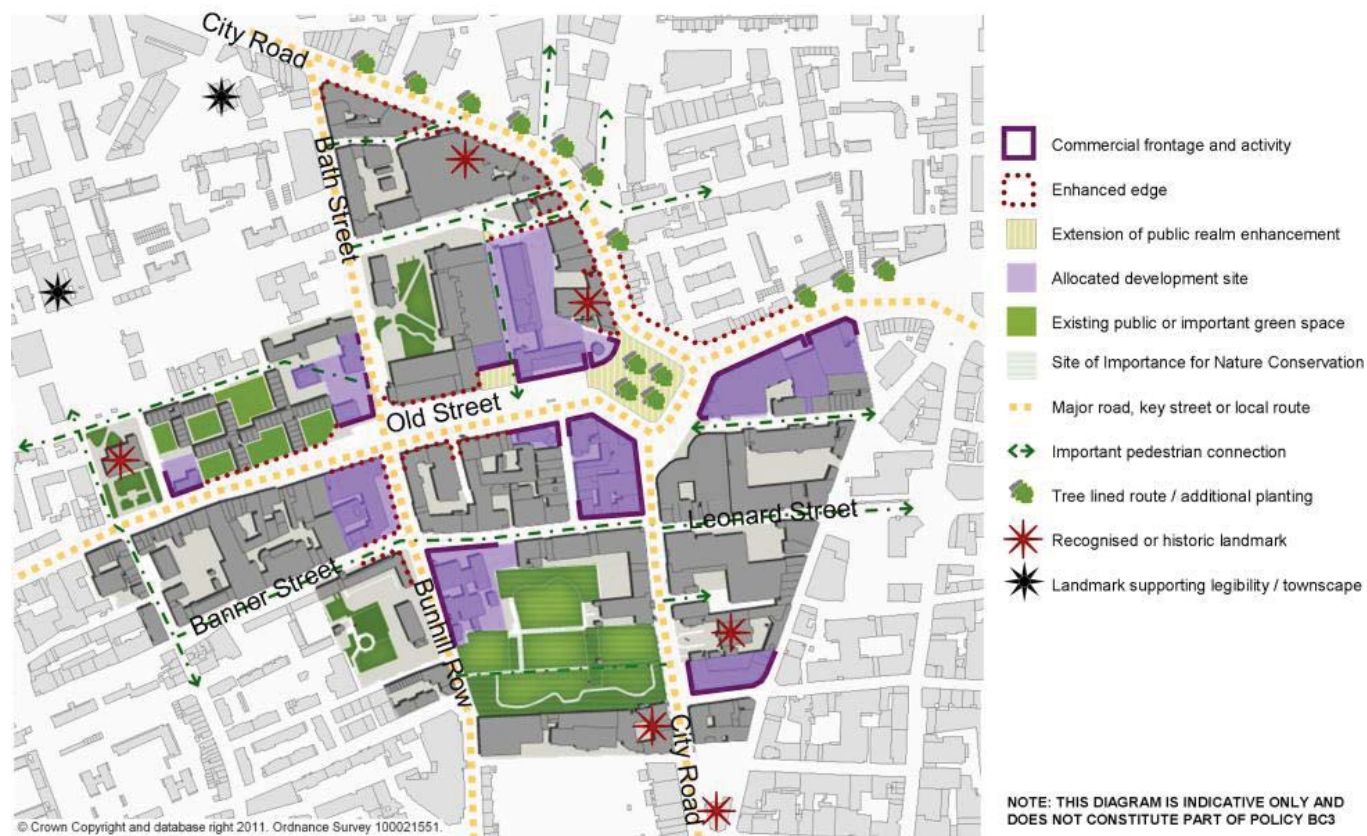 City Road
Bath Street
Old Street
Leonard Street
Banner Street
Bunhill Row
City Road
© Crown Copyright and database right 2011. Ordnance Survey 100021551.
Commercial frontage and activity
Enhanced edge
Extension of public realm enhancement
Allocated development site
Existing public or important green space
Site of Importance for Nature Conservation
Major road, key street or local route
Important pedestrian connection
Tree lined route / additional planting
Recognised or historic landmark
Landmark supporting legibility / townscape
NOTE: THIS DIAGRAM IS INDICATIVE ONLY AND
DOES NOT CONSTITUTE PART OF POLICY BC3